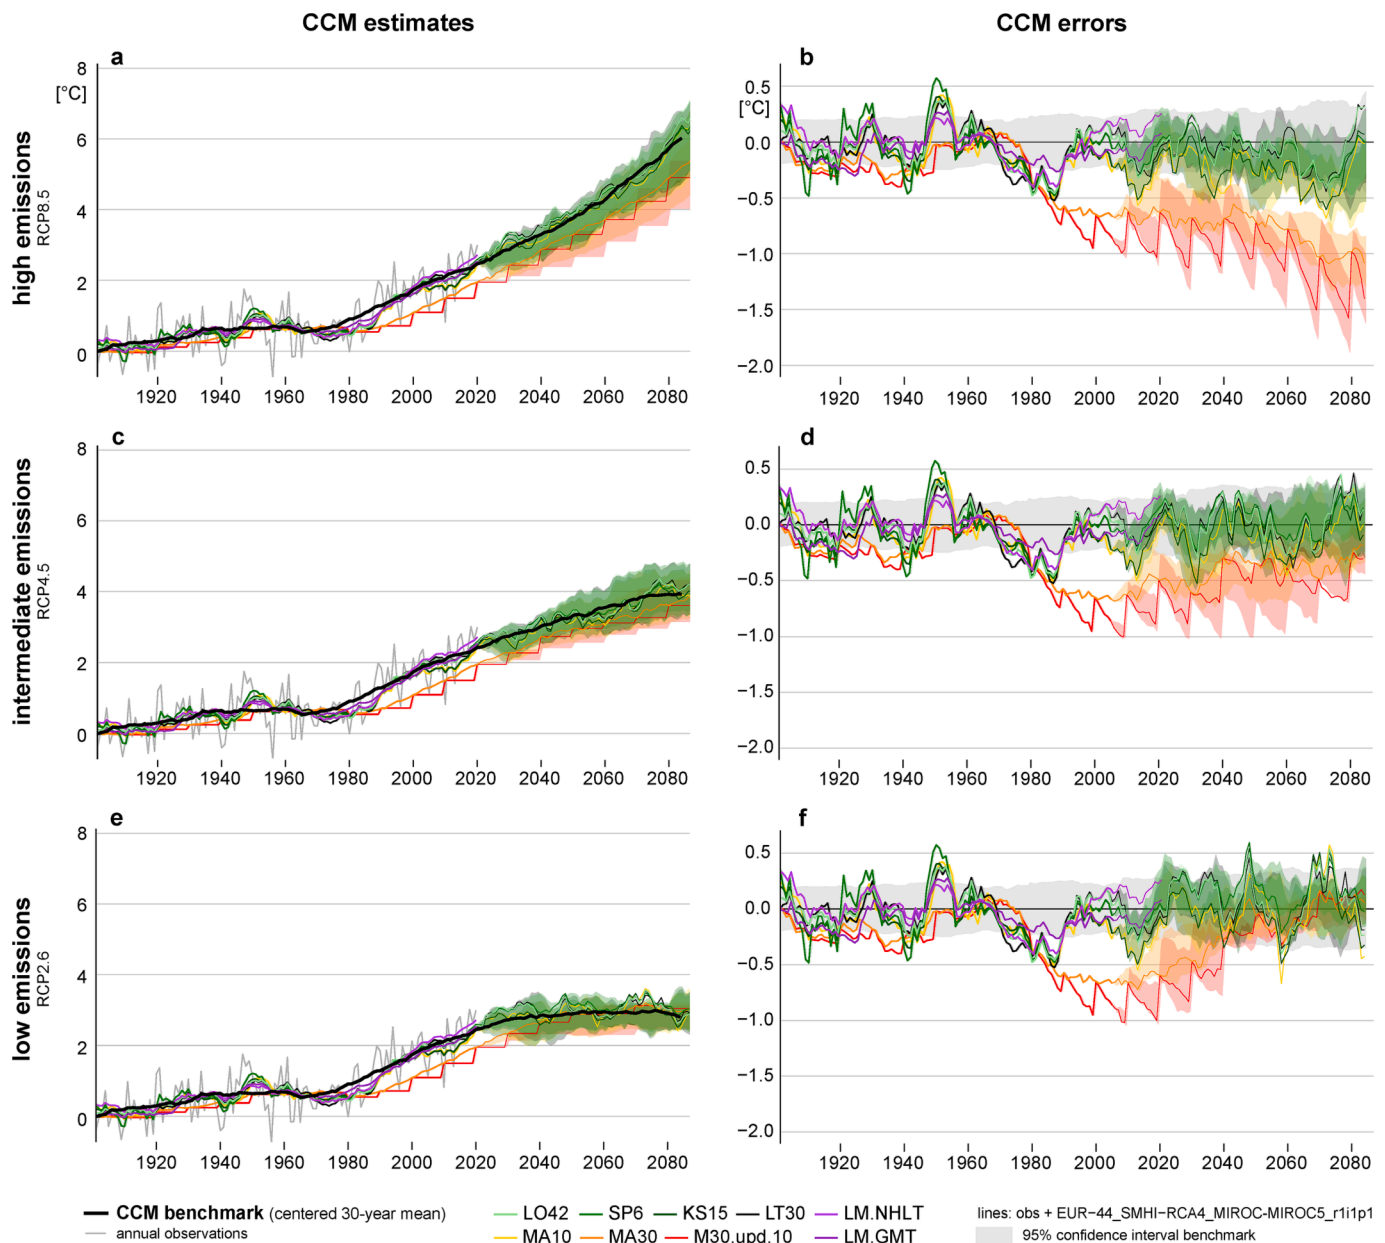 CCM estimates
CCM errors
a
8
[°C]
6
4
2
0
1920 1940 1960 1980 2000 2020 2040 2060 2080
high emissions
RCP8.5
b
0.5
[°C]
0.0
−0.5
−1.0
−1.5
−2.0
1920 1940 1960 1980 2000 2020 2040 2060 2080
c
8
6
4
2
0
1920 1940 1960 1980 2000 2020 2040 2060 2080
intermediate emissions
RCP4.5
d
0.5
0.0
−0.5
−1.0
−1.5
−2.0
1920 1940 1960 1980 2000 2020 2040 2060 2080
e
8
6
4
2
0
1920 1940 1960 1980 2000 2020 2040 2060 2080
low emissions
RCP2.6
f
0.5
0.0
−0.5
−1.0
−1.5
−2.0
1920 1940 1960 1980 2000 2020 2040 2060 2080
CCM benchmark (centered 30-year mean)
annual observations
LO42 SP6 KS15 LT30 LM.NHLT
MA10 MA30 M30.upd.10 LM.GMT
lines: obs + EUR−44_SMHI−RCA4_MIROC-MIROC5_r1i1p1
95% confidence interval benchmark